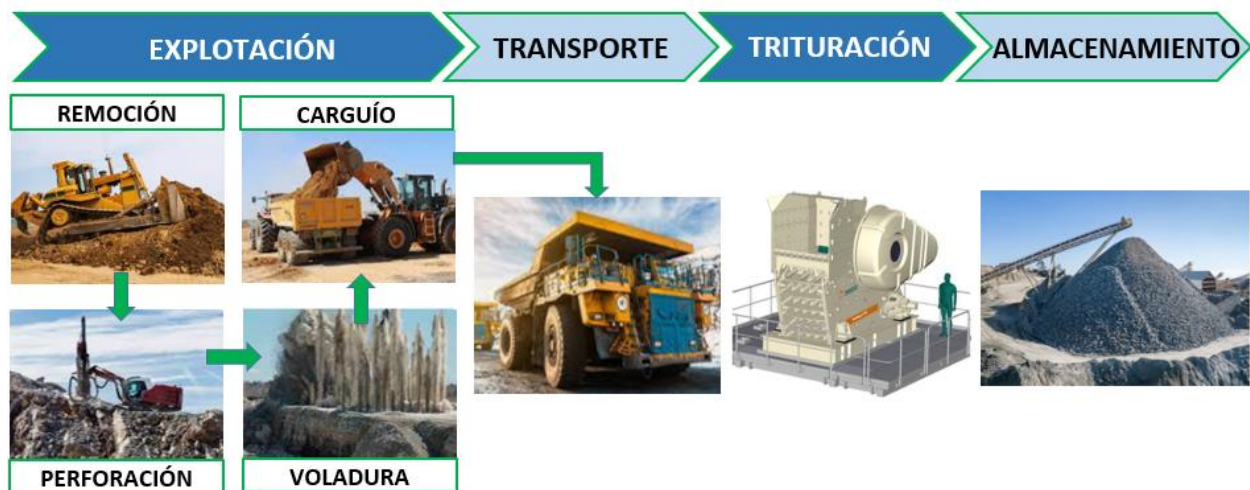 EXPLOTACIÓN
TRANSPORTE
TRITURACIÓN
ALMACENAMIENTO
REMOCIÓN
CARGUÍO
PERFORACIÓN
VOLADURA